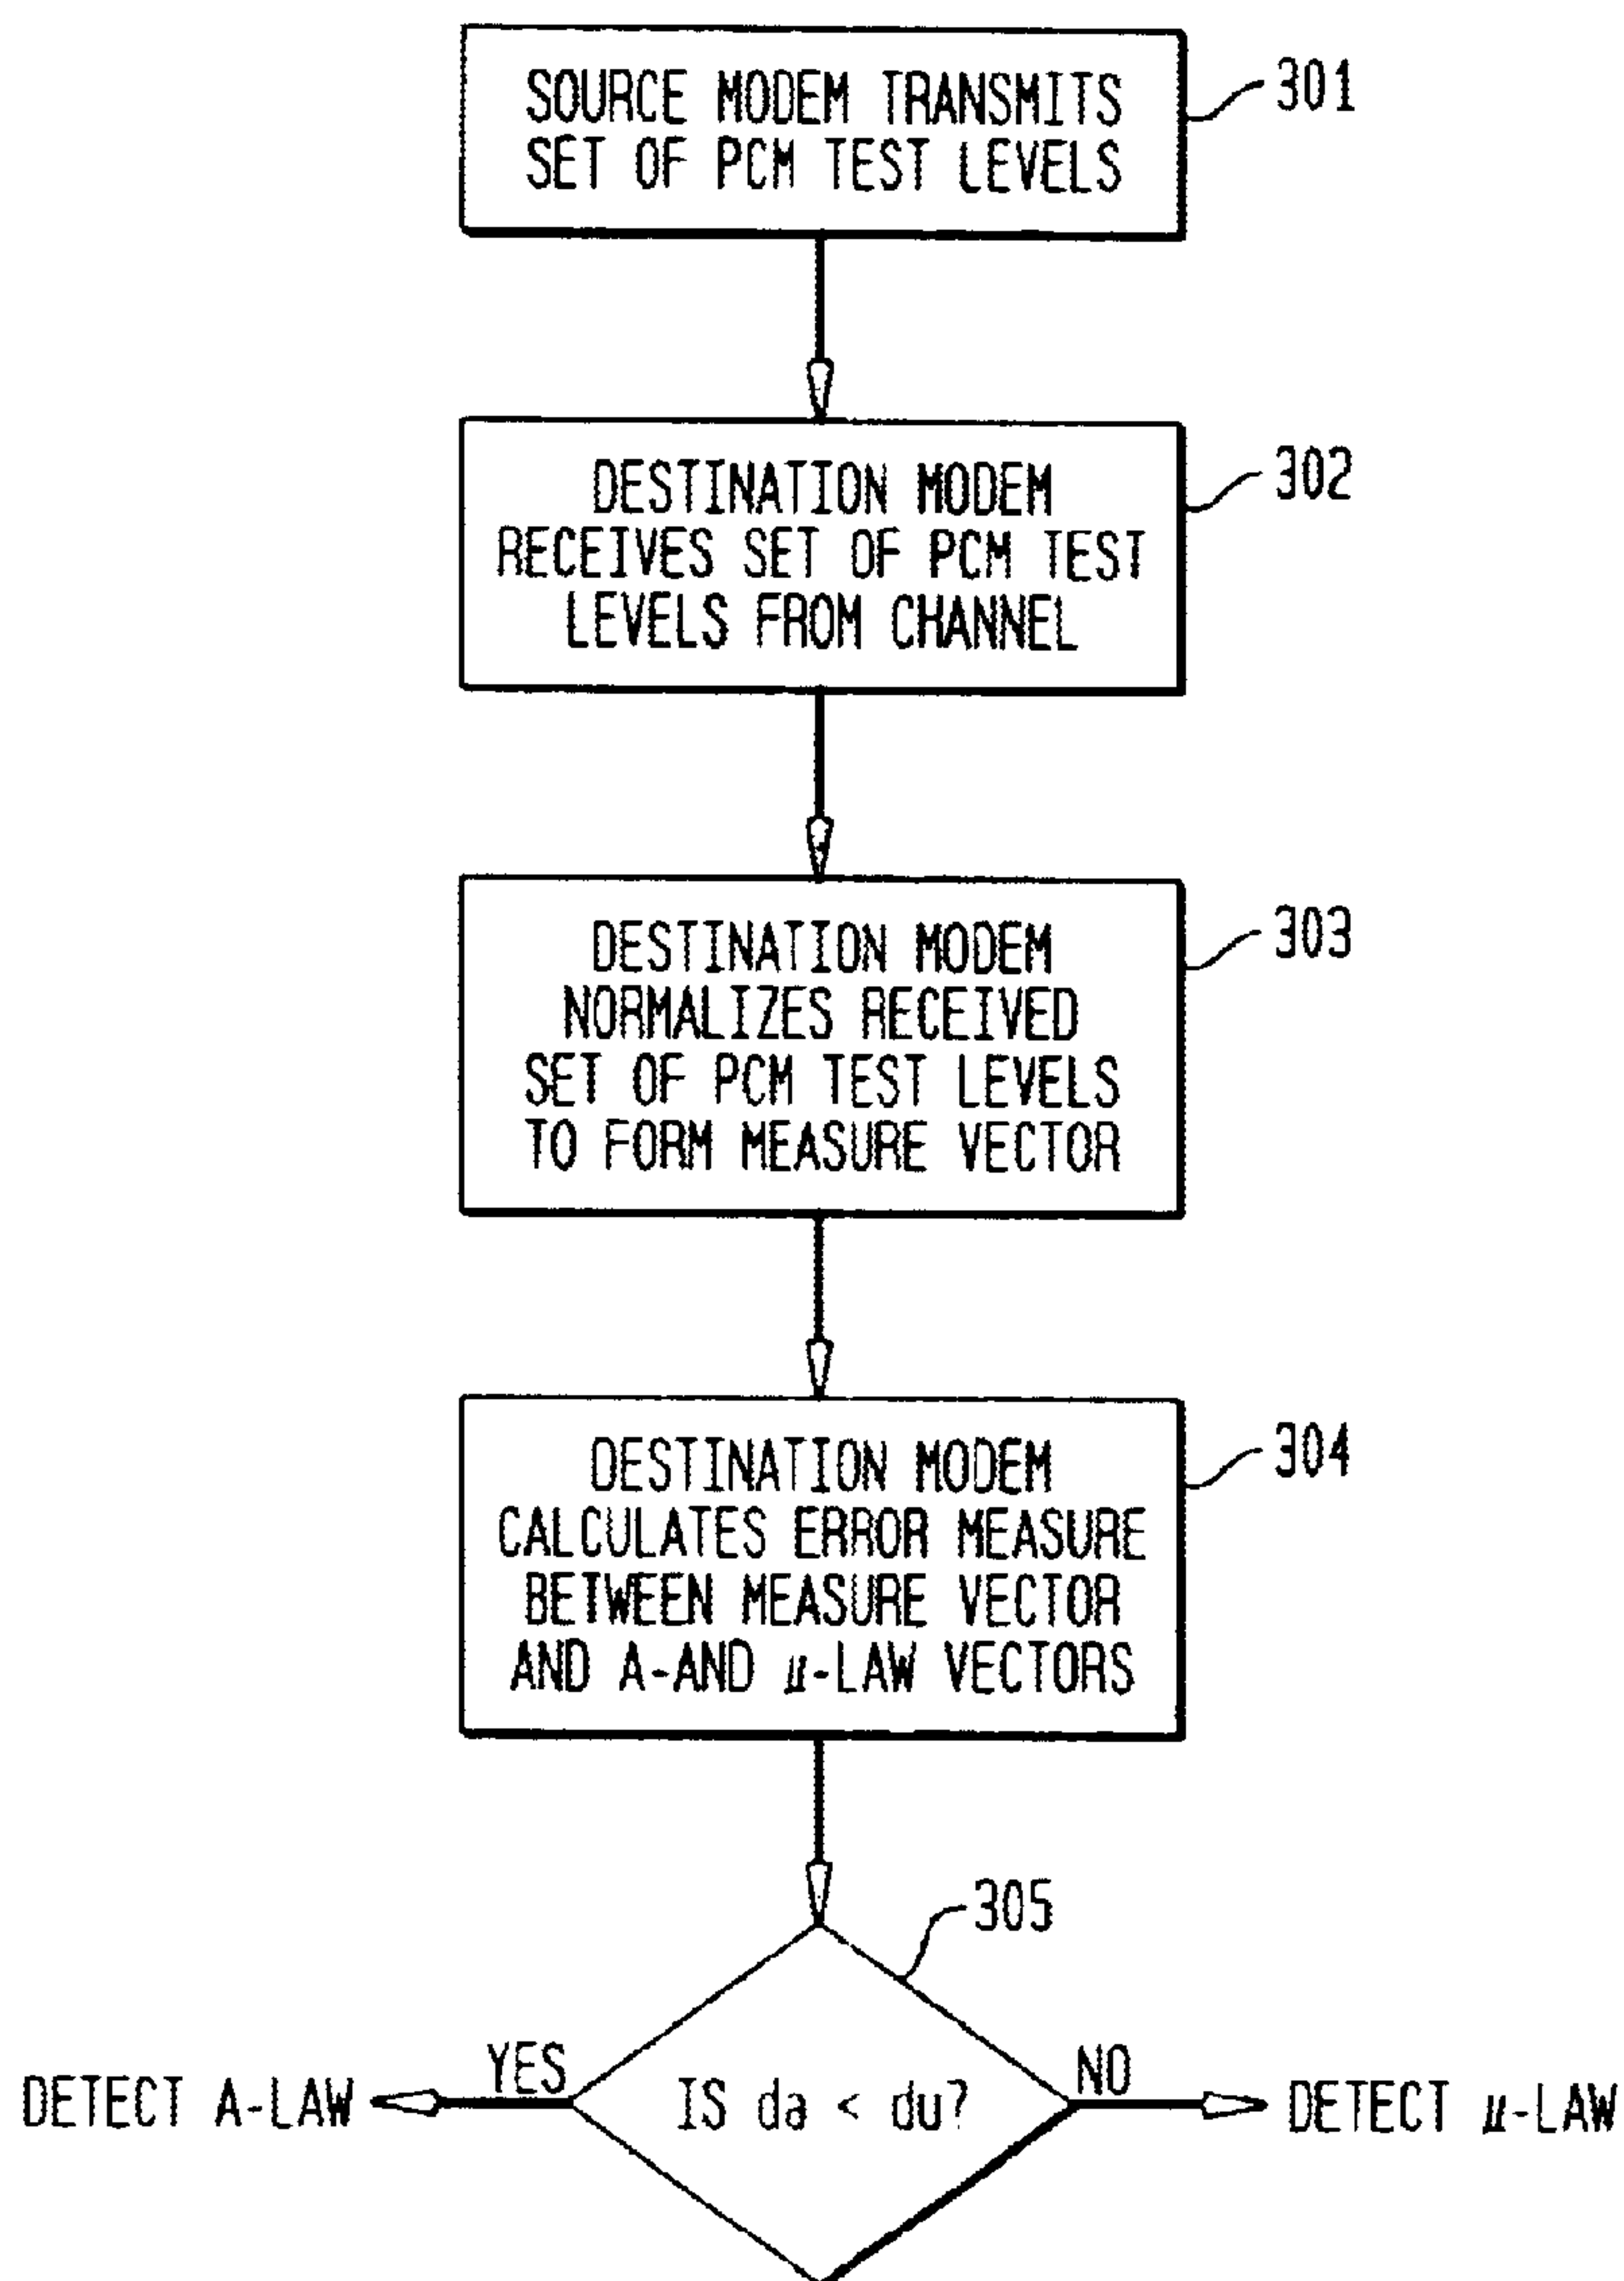 SOURCE MODEM TRANSMITS
SET OF PCM TEST LEVELS
301
DESTINATION MODEM
RECEIVES SET OF PCM TEST
LEVELS FROM CHANNEL
302
DESTINATION MODEM
NORMALIZES RECEIVED
SET OF PCM TEST LEVELS
TO FORM MEASURE VECTOR
303
DESTINATION MODEM
CALCULATES ERROR MEASURE
BETWEEN MEASURE VECTOR
AND A-AND μ-LAW VECTORS
304
305
DETECT A-LAW
YES
IS da < du?
NO
DETECT μ-LAW